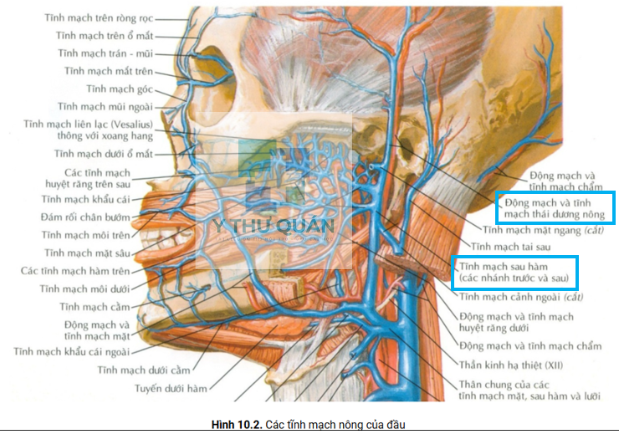 Tĩnh mạch trên ròng rọc
Tĩnh mạch trên ổ mắt
Tĩnh mạch trán - mũi
Tĩnh mạch mắt trên
Tĩnh mạch góc
Tĩnh mạch mũi ngoài
Tĩnh mạch liên lạc (Vesalius)
thông với xoang hang
Tĩnh mạch dưới ổ mắt
Các tĩnh mạch
huyệt răng trên sau
Tĩnh mạch khẩu cái
Đám rối chân bướm
Tĩnh mạch môi trên
Tĩnh mạch mặt sâu
Các tĩnh mạch hàm trên
Tĩnh mạch môi dưới
Tĩnh mạch cằm
Động mạch và
tĩnh mạch mặt
Tĩnh mạch khẩu cái ngoài
Tĩnh mạch dưới cằm
Tuyến dưới hàm
Y THƯ QUÁN
Động mạch và
tĩnh mạch chẩm
Động mạch và tĩnh
mạch thái dương nông
Tĩnh mạch mặt ngang (cắt)
Tĩnh mạch tai sau
Tĩnh mạch sau hàm
(các nhánh trước và sau)
Tĩnh mạch cảnh ngoài (cắt)
Động mạch và tĩnh mạch
huyệt răng dưới
Động mạch và tĩnh mạch chẩm
Thần kinh hạ thiệt (XII)
Thân chung của các
tĩnh mạch mặt, sau hàm và lưỡi
Hình 10.2. Các tĩnh mạch nông của đầu